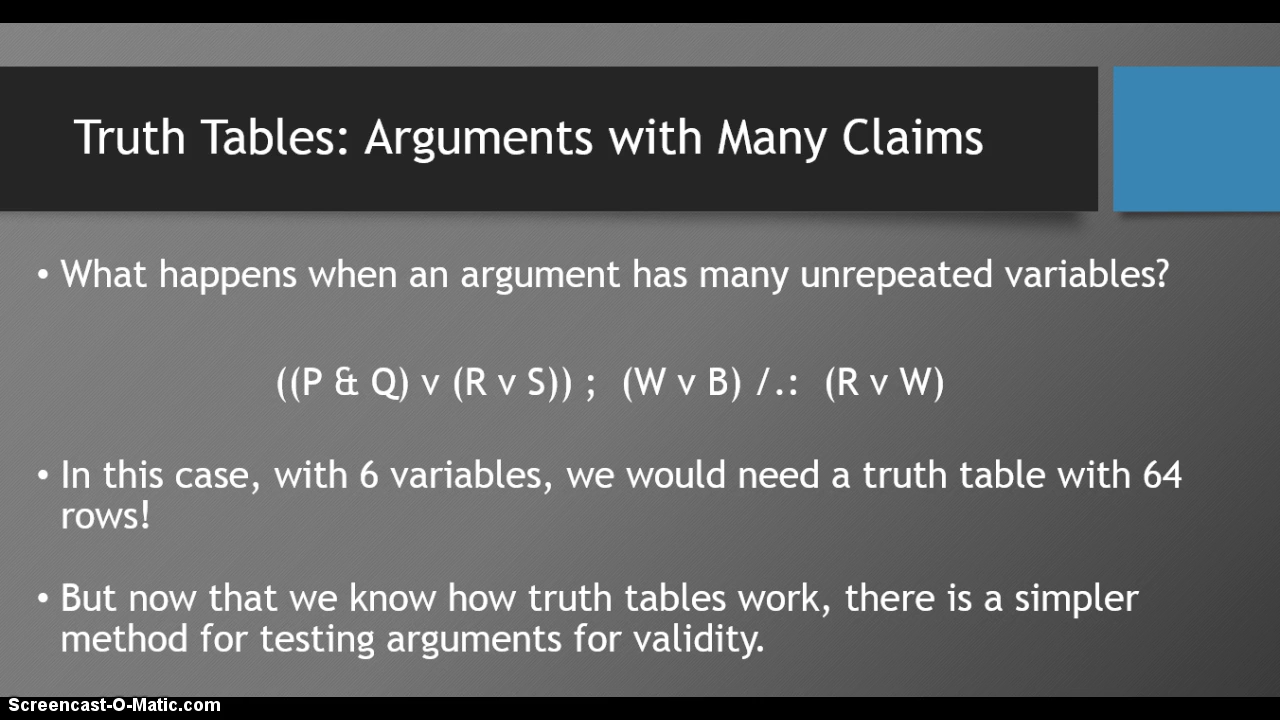 Truth Tables: Arguments with Many Claims
• What happens when an argument has many unrepeated variables?
((P & Q) v (R v S)) ; (W v B) /.: (R v W)
• In this case, with 6 variables, we would need a truth table with 64
rows!
• But now that we know how truth tables work, there is a simpler
method for testing arguments for validity.
Screencast-O-Matic.com